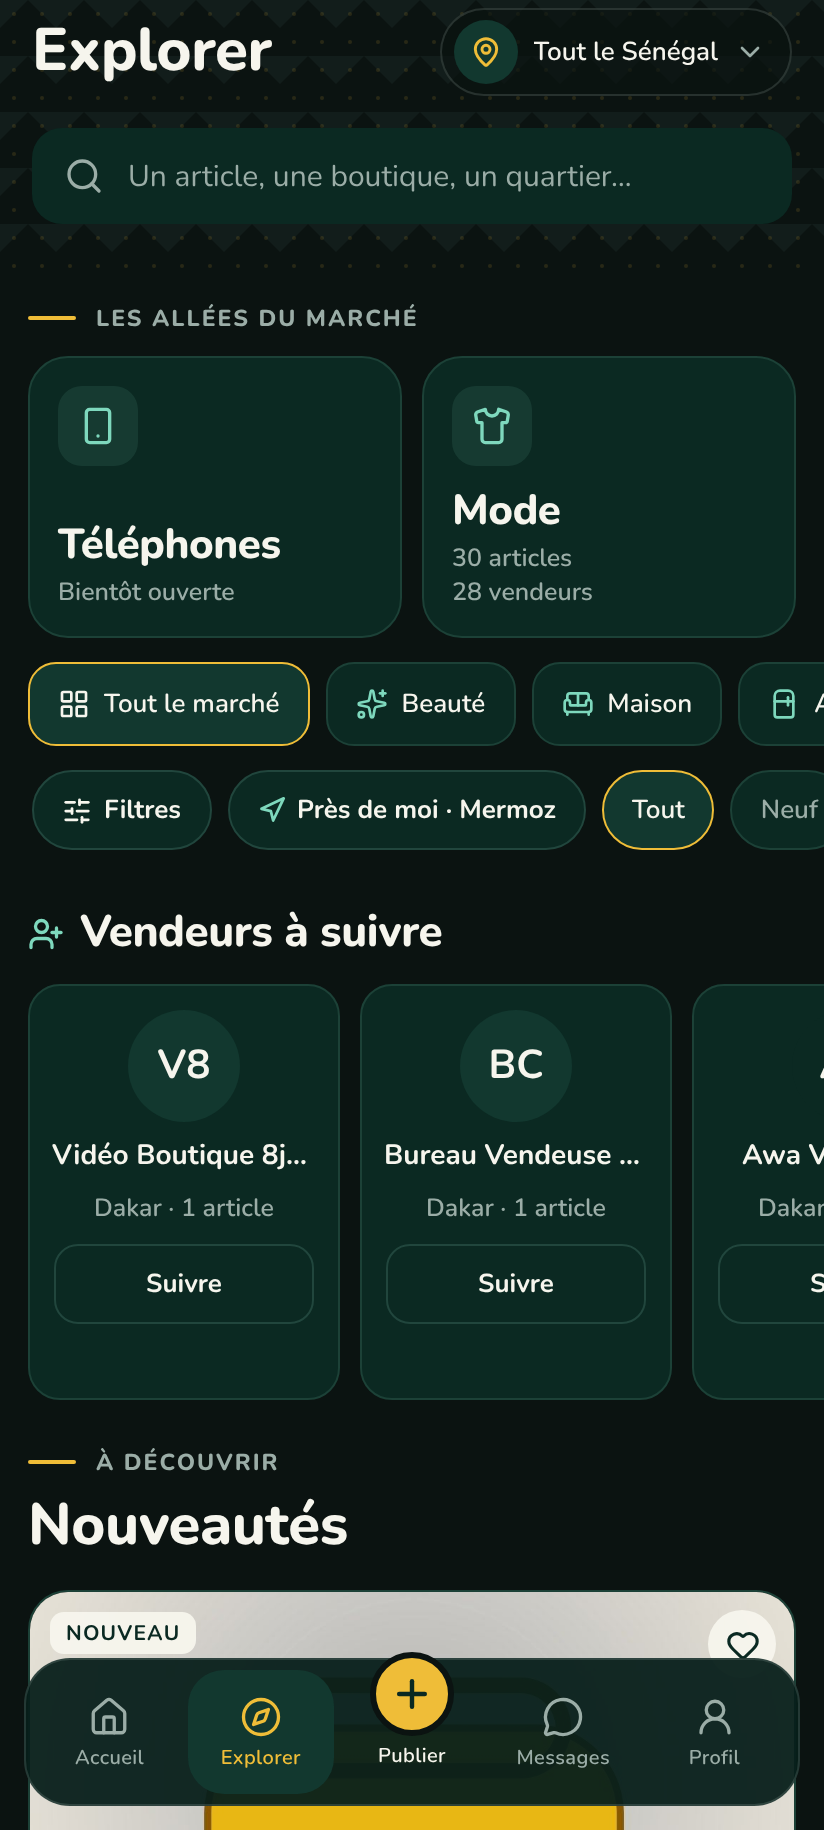 Explorer
Tout le Sénégal
Un article, une boutique, un quartier...
LES ALLÉES DU MARCHÉ
Téléphones
Bientôt ouverte
Mode
30 articles
28 vendeurs
Tout le marché
Beauté
Maison
Filtres
Près de moi · Mermoz
Tout
Neuf
Vendeurs à suivre
V8
Vidéo Boutique 8j...
Dakar · 1 article
Suivre
BC
Bureau Vendeuse ...
Dakar · 1 article
Suivre
Awa
Dakar
À DÉCOUVRIR
Nouveautés
NOUVEAU
Accueil
Explorer
Publier
Messages
Profil